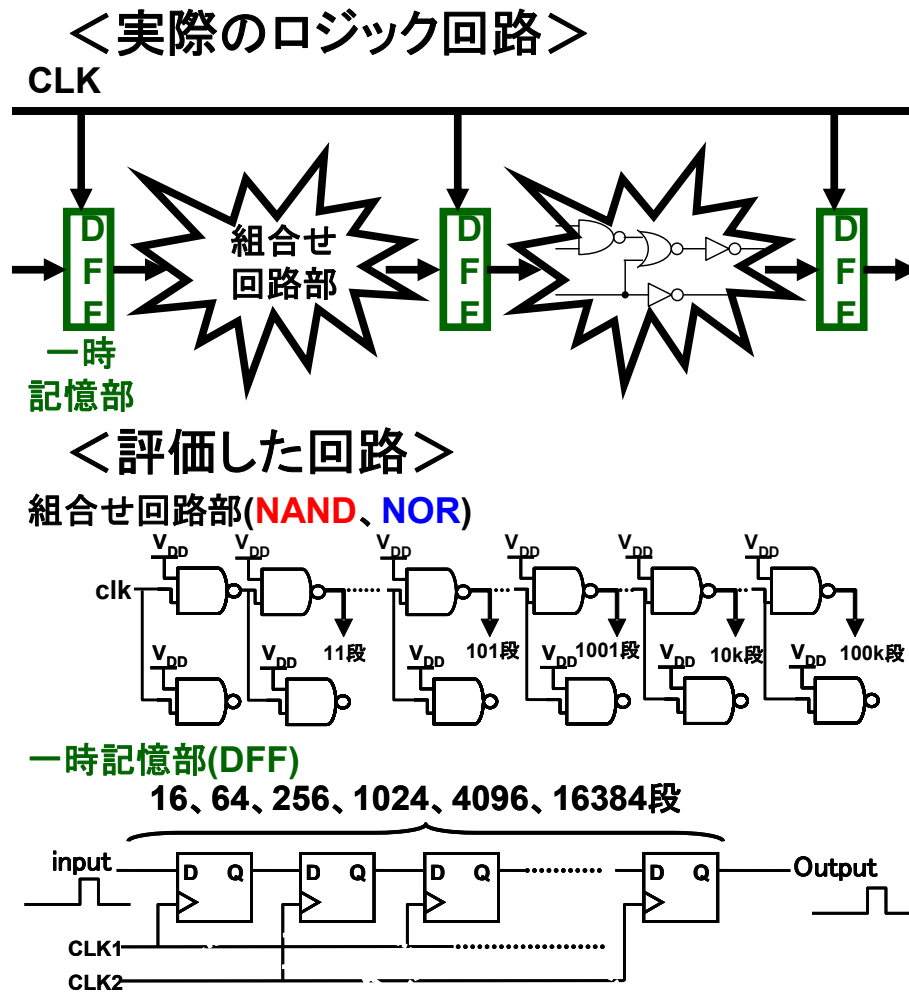 ＜実際のロジック回路＞
CLK
D
F
F
組合せ
回路部
D
F
F
D
F
F
一時
記憶部
＜評価した回路＞
組合せ回路部(NAND、NOR)
VDD VDD VDD VDD VDD VDD
clk
11段 101段 1001段 10k段 100k段
VDD VDD VDD VDD VDD VDD
一時記憶部(DFF)
16、64、256、1024、4096、16384段
input D Q D Q D Q D Q Output
CLK1
CLK2